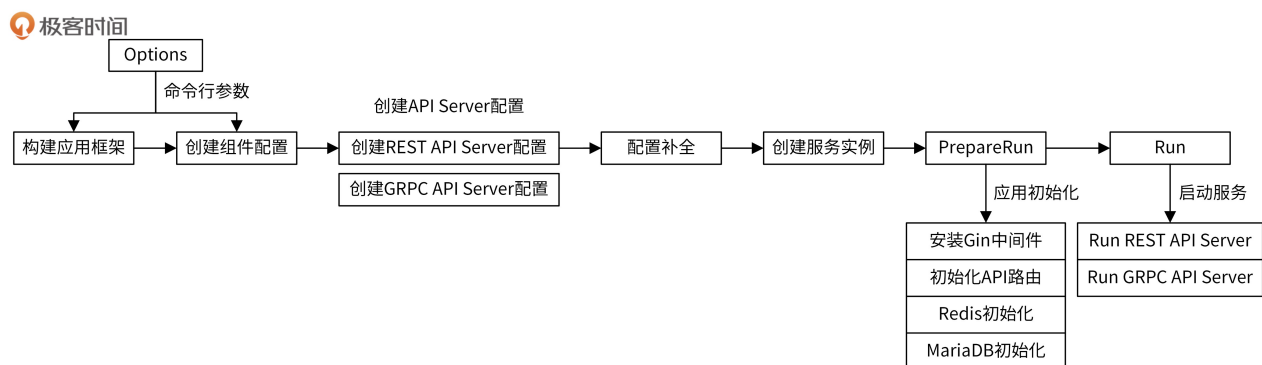 极客时间
Options
命令行参数
创建API Server配置
构建应用框架
创建组件配置
创建REST API Server配置
配置补全
创建服务实例
PrepareRun
Run
创建GRPC API Server配置
应用初始化
启动服务
安装Gin中间件
初始化API路由
Redis初始化
MariaDB初始化
Run REST API Server
Run GRPC API Server